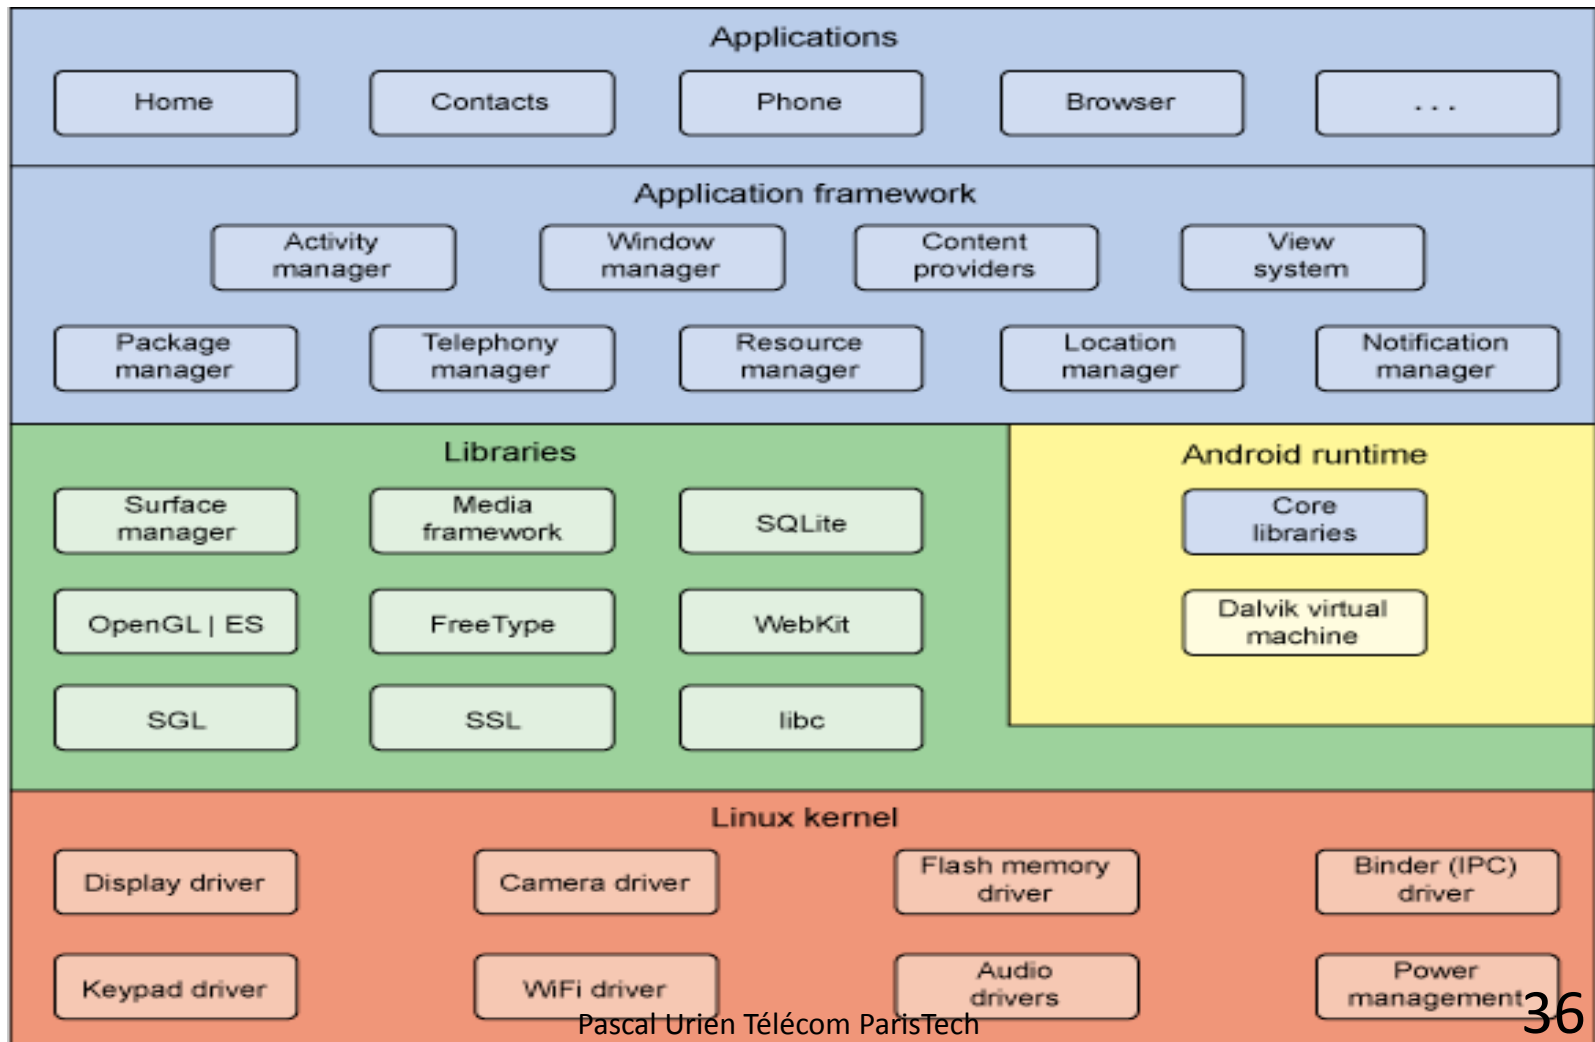 Applications
Home
Contacts
Phone
Browser
. . .
Application framework
Activity
manager
Window
manager
Content
providers
View
system
Package
manager
Telephony
manager
Resource
manager
Location
manager
Notification
manager
Libraries
Surface
manager
Media
framework
SQLite
OpenGL | ES
FreeType
WebKit
SGL
SSL
libc
Android runtime
Core
libraries
Dalvik virtual
machine
Linux kernel
Display driver
Camera driver
Flash memory
driver
Binder (IPC)
driver
Keypad driver
WiFi driver
Audio
drivers
Power
management
Pascal Urien Télécom ParisTech
36